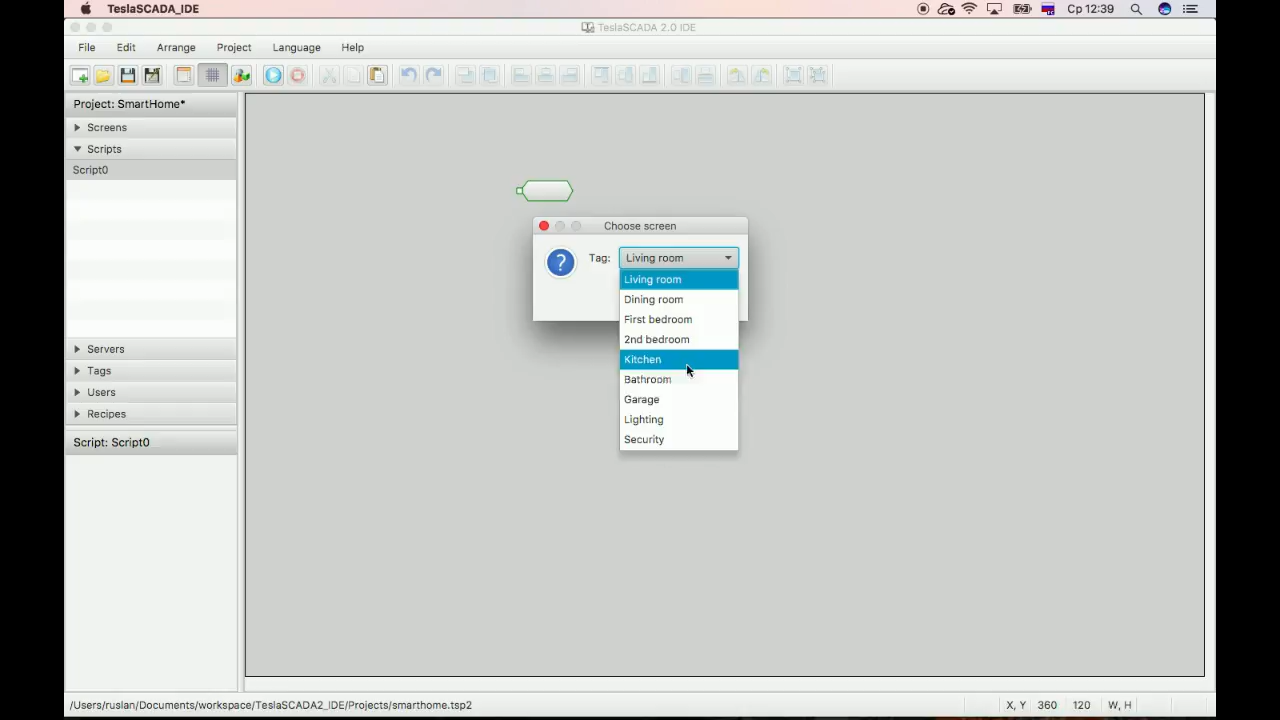 TeslaSCADA_IDE
Ср 12:39
TeslaSCADA 2.0 IDE
File Edit Arrange Project Language Help
Project: SmartHome*
Screens
Scripts
Script0
Servers
Tags
Users
Recipes
Script: Script0
Choose screen
?
Tag: Living room
Living room
Dining room
First bedroom
2nd bedroom
Kitchen
Bathroom
Garage
Lighting
Security
/Users/ruslan/Documents/workspace/TeslaSCADA2_IDE/Projects/smarthome.tsp2
X, Y 360 120 W, H